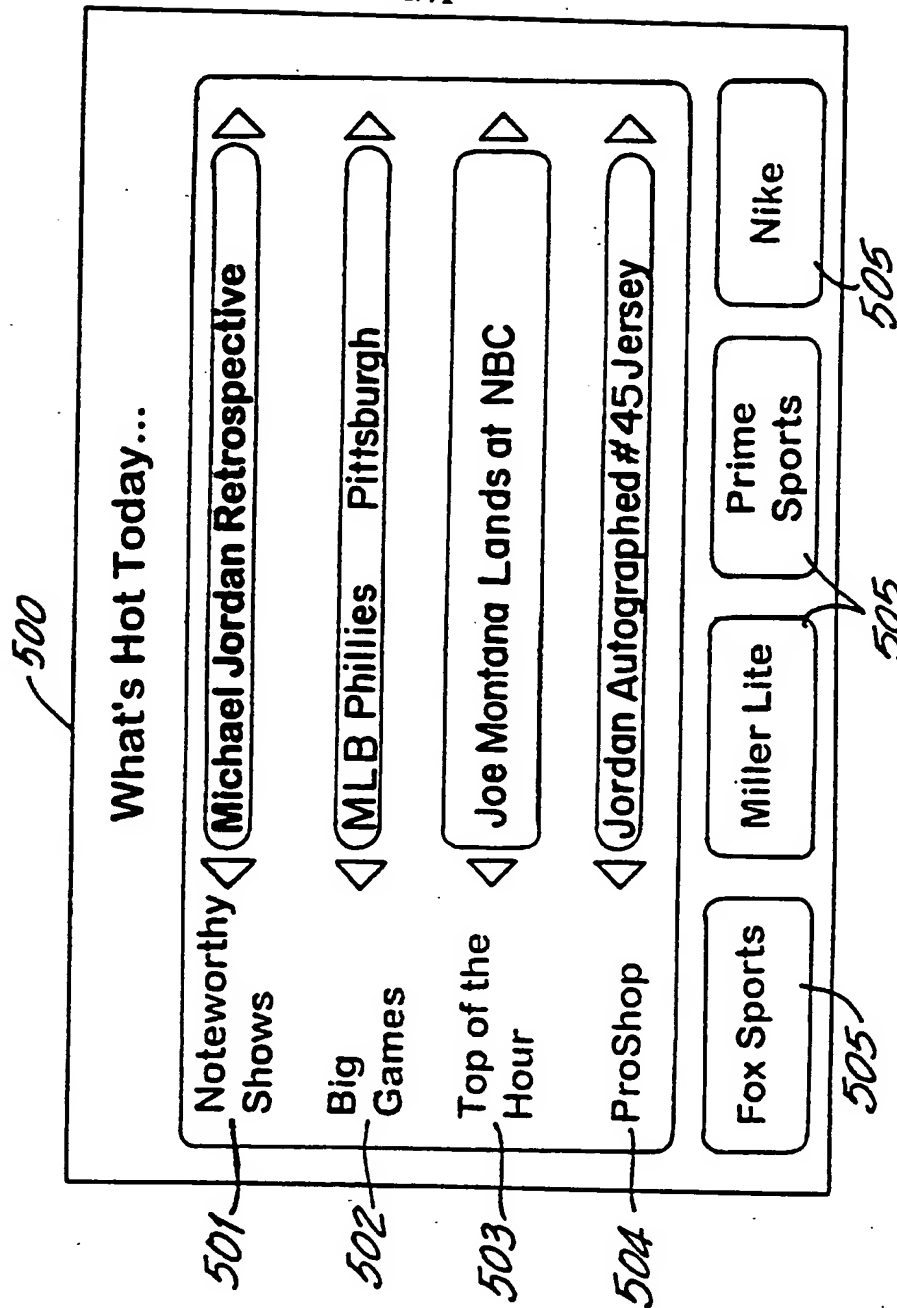 500
What's Hot Today...
501
Noteworthy
Shows
Michael Jordan Retrospective
502
Big
Games
MLB Phillies Pittsburgh
503
Top of the
Hour
Joe Montana Lands at NBC
504
ProShop
Jordan Autographed #45 Jersey
Fox Sports
Miller Lite
Prime
Sports
Nike
505
505
505